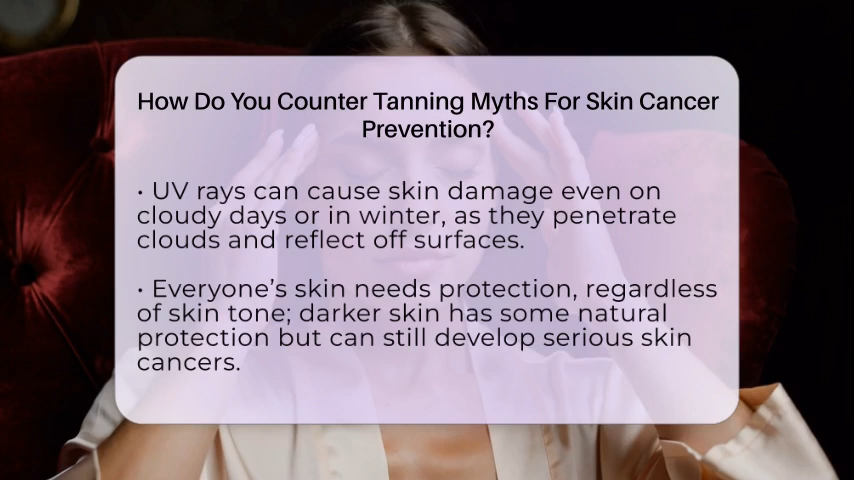 How Do You Counter Tanning Myths For Skin Cancer
Prevention?
• UV rays can cause skin damage even on
cloudy days or in winter, as they penetrate
clouds and reflect off surfaces.
• Everyone’s skin needs protection, regardless
of skin tone; darker skin has some natural
protection but can still develop serious skin
cancers.